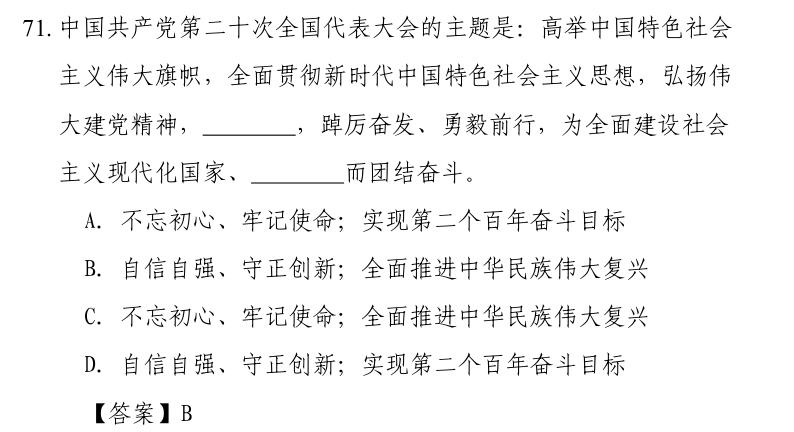 71. 中国共产党第二十次全国代表大会的主题是：高举中国特色社会
主义伟大旗帜，全面贯彻新时代中国特色社会主义思想，弘扬伟
大建党精神，________，踔厉奋发、勇毅前行，为全面建设社会
主义现代化国家、________而团结奋斗。
A. 不忘初心、牢记使命；实现第二个百年奋斗目标
B. 自信自强、守正创新；全面推进中华民族伟大复兴
C. 不忘初心、牢记使命；全面推进中华民族伟大复兴
D. 自信自强、守正创新；实现第二个百年奋斗目标
【答案】B